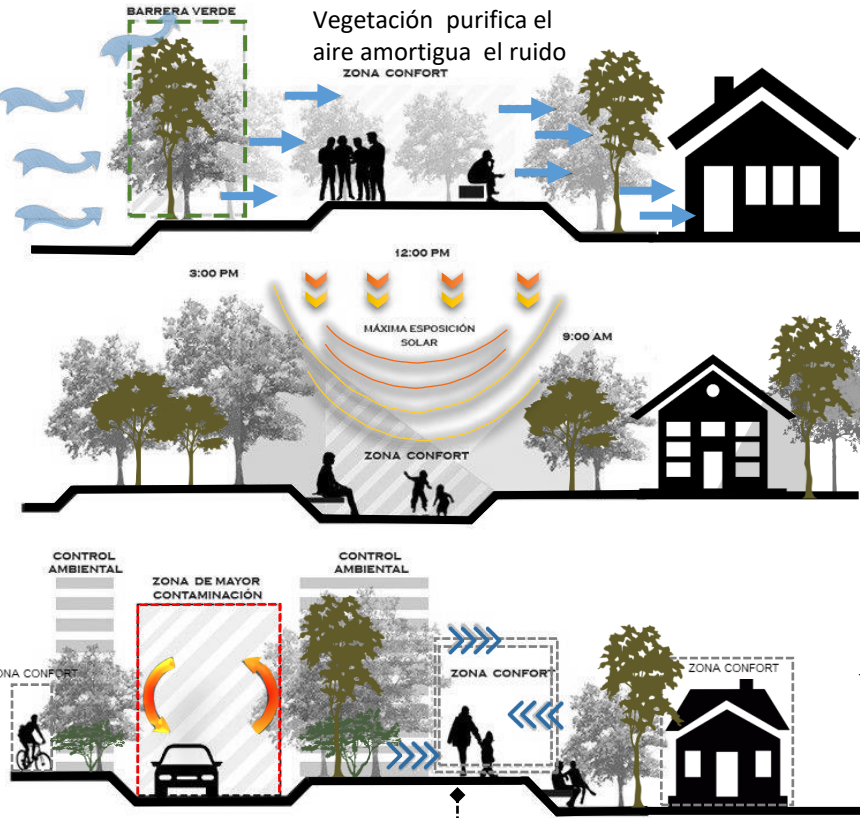 BARRERA VERDE
Vegetación purifica el
aire amortigua el ruido
ZONA CONFORT
12:00 PM
3:00 PM
MÁXIMA ESPOSICIÓN
SOLAR
9:00 AM
ZONA CONFORT
CONTROL
AMBIENTAL
ZONA DE MAYOR
CONTAMINACIÓN
CONTROL
AMBIENTAL
ZONA CONFORT
ZONA CONFORT
ZONA CONFORT